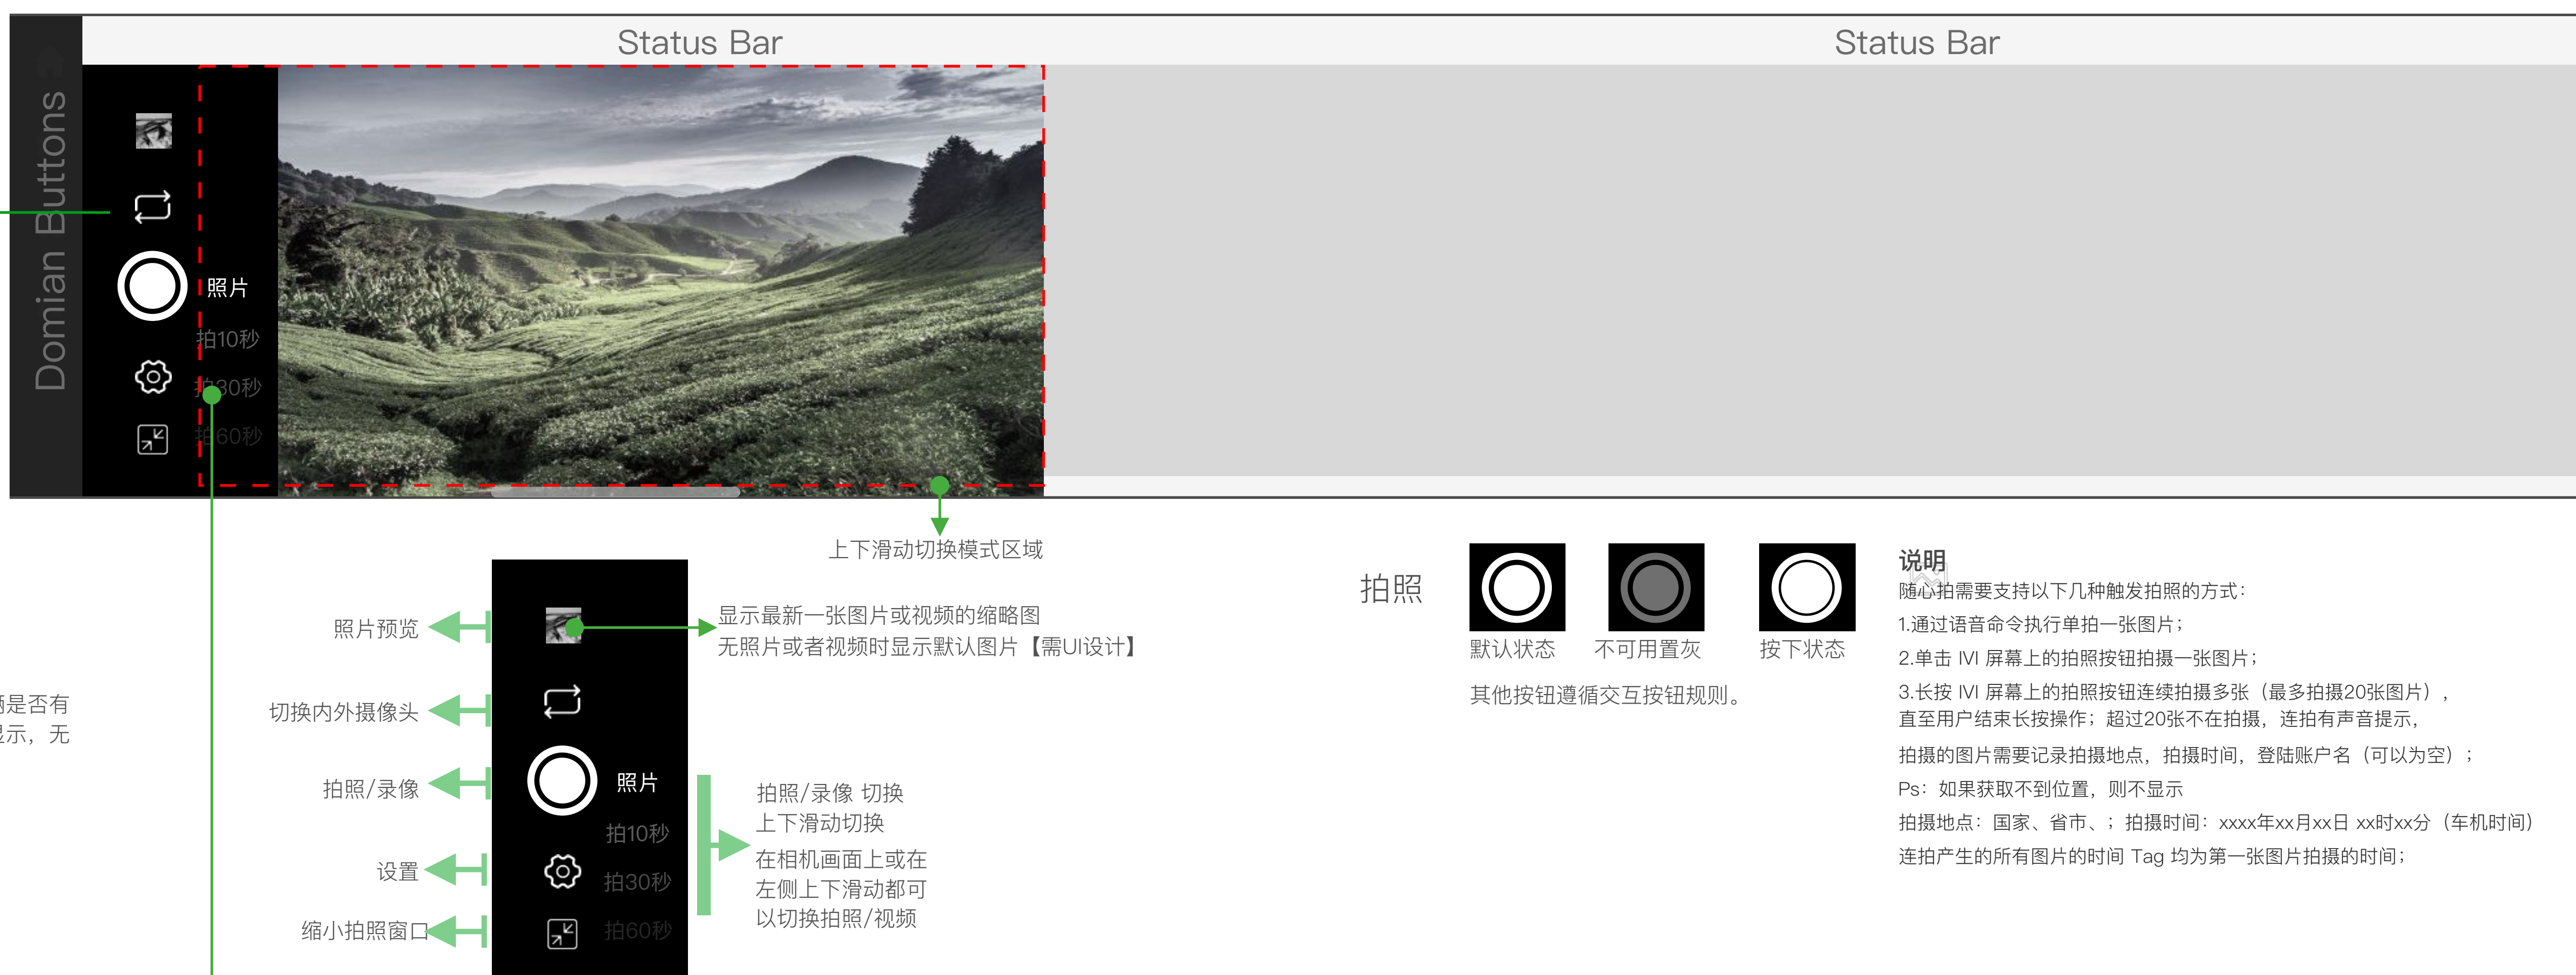 Status Bar
Status Bar
Domian Buttons
照片
拍10秒
拍30秒
拍60秒
上下滑动切换模式区域
照片预览
显示最新一张图片或视频的缩略图
无照片或者视频时显示默认图片【需UI设计】
辆是否有
显示，无
切换内外摄像头
拍照/录像
设置
缩小拍照窗口
照片
拍10秒
拍30秒
拍60秒
拍照/录像 切换
上下滑动切换
在相机画面上或在
左侧上下滑动都可
以切换拍照/视频
拍照
默认状态
不可用置灰
按下状态
其他按钮遵循交互按钮规则。
说明
随心拍需要支持以下几种触发拍照的方式：
1.通过语音命令执行单拍一张图片；
2.单击 IVI 屏幕上的拍照按钮拍摄一张图片；
3.长按 IVI 屏幕上的拍照按钮连续拍摄多张（最多拍摄20张图片），
直至用户结束长按操作；超过20张不在拍摄，连拍有声音提示，
拍摄的图片需要记录拍摄地点，拍摄时间，登陆账户名（可以为空）；
Ps：如果获取不到位置，则不显示
拍摄地点：国家、省市、；拍摄时间：xxxx年xx月xx日 xx时xx分（车机时间）
连拍产生的所有图片的时间 Tag 均为第一张图片拍摄的时间；